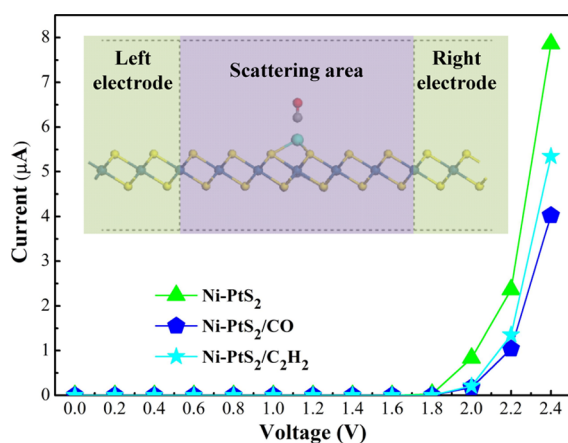 8
7
6
5
4
3
2
1
0
Current (μA)
Left
electrode
Scattering area
Right
electrode
Ni-PtS₂
Ni-PtS₂/CO
Ni-PtS₂/C₂H₂
0.0 0.2 0.4 0.6 0.8 1.0 1.2 1.4 1.6 1.8 2.0 2.2 2.4
Voltage (V)